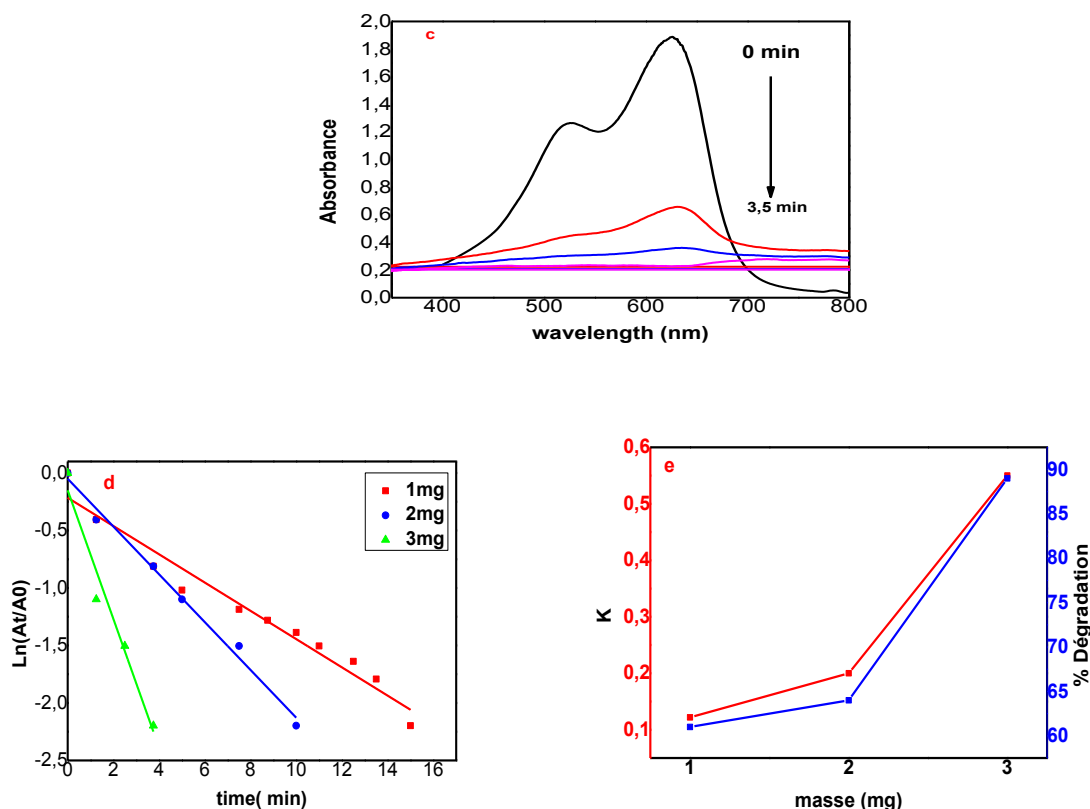 c
2,0
1,8
1,6
1,4
1,2
1,0
0,8
0,6
0,4
0,2
0,0
Absorbance
0 min
3,5 min
400 500 600 700 800
wavelength (nm)
d
0,0
-0,5
-1,0
-1,5
-2,0
-2,5
Ln(At/A0)
1mg
2mg
3mg
0 2 4 6 8 10 12 14 16
time( min)
e
0,6
0,5
0,4
0,3
0,2
0,1
K
90
85
80
75
70
65
60
% Dégradation
1 2 3
masse (mg)